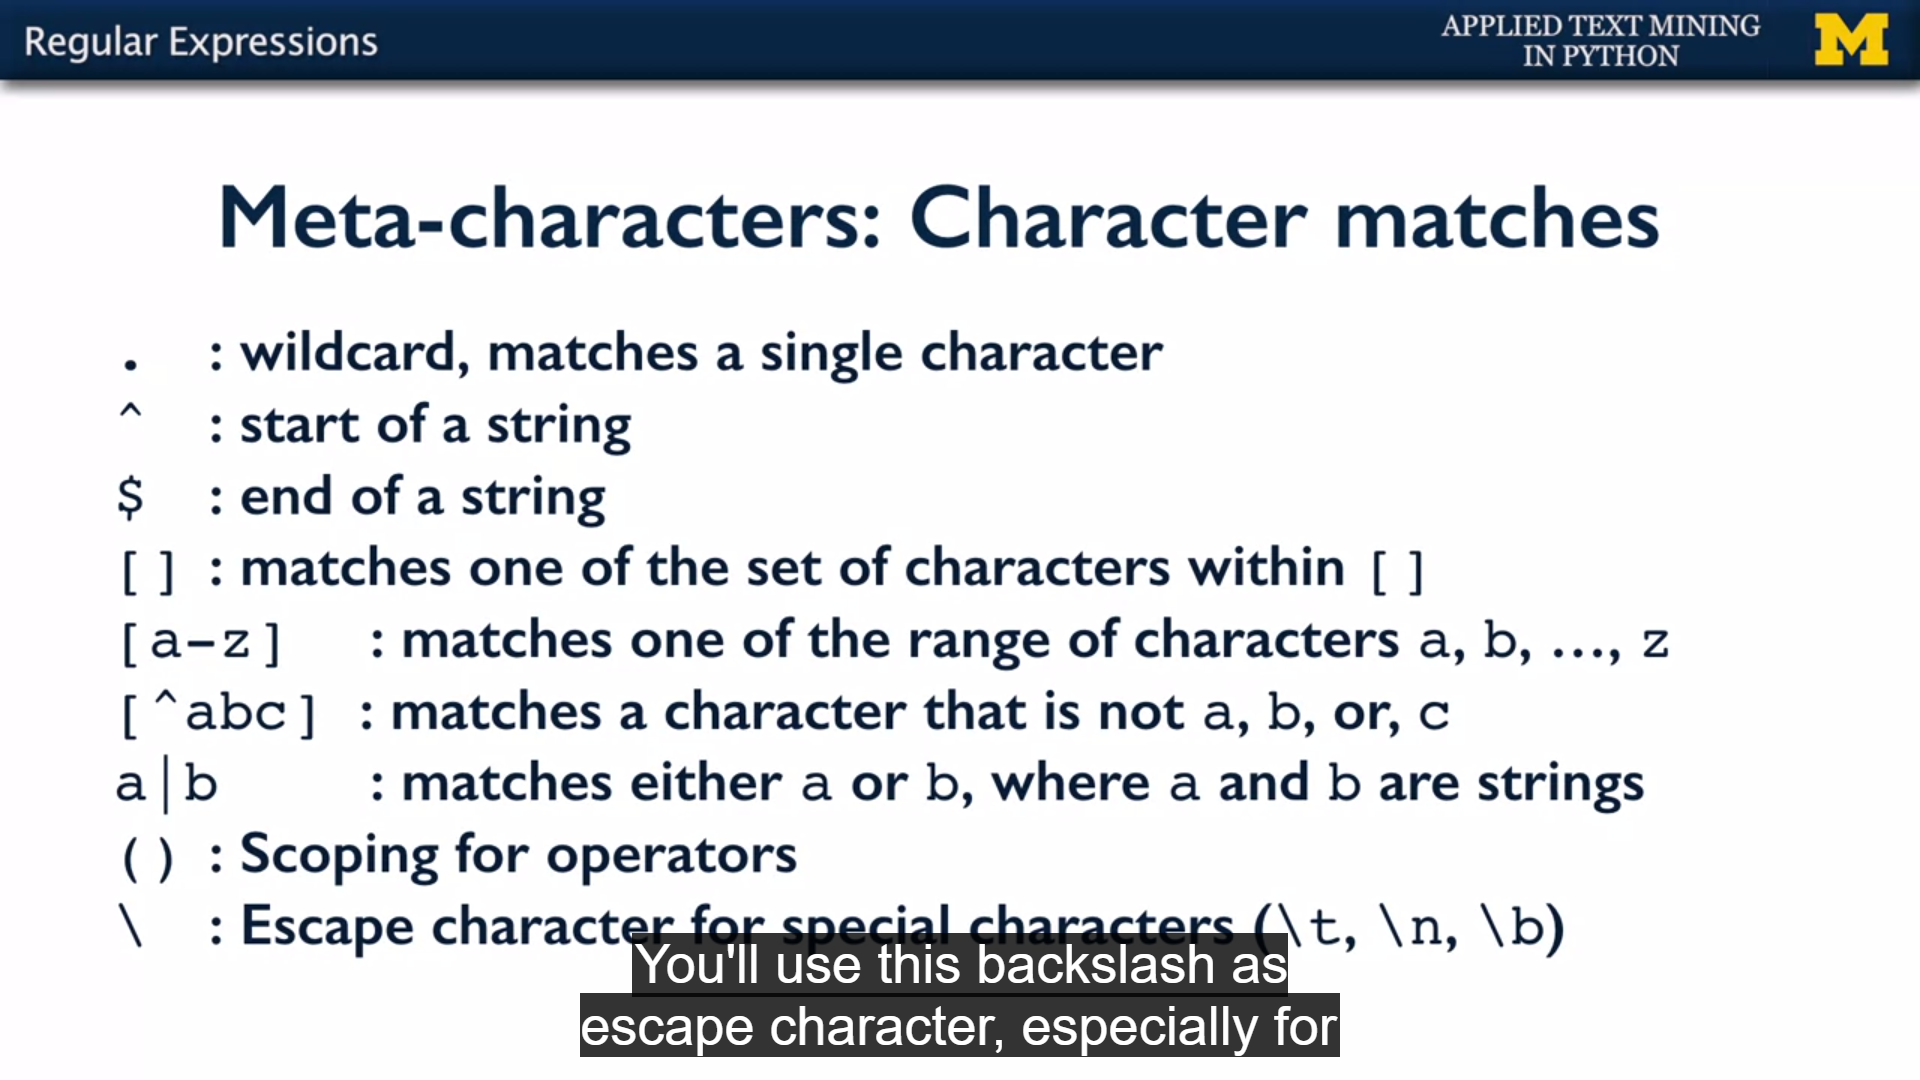 Regular Expressions
APPLIED TEXT MINING
IN PYTHON
M
Meta-characters: Character matches
. : wildcard, matches a single character
^ : start of a string
$ : end of a string
[] : matches one of the set of characters within []
[a-z] : matches one of the range of characters a, b, …, z
[^abc] : matches a character that is not a, b, or, c
a|b : matches either a or b, where a and b are strings
() : Scoping for operators
\ : Escape character for special characters (\t, \n, \b)
You'll use this backslash as
escape character, especially for